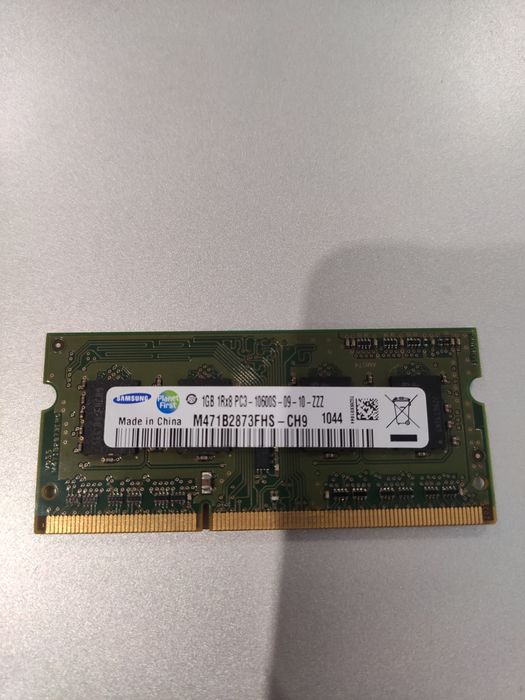 SAMSUNG
Planet First
1GB 1Rx8 PC3-10600S-09-10-ZZZ
Made in China
M471B2873FHS-CH9
1044